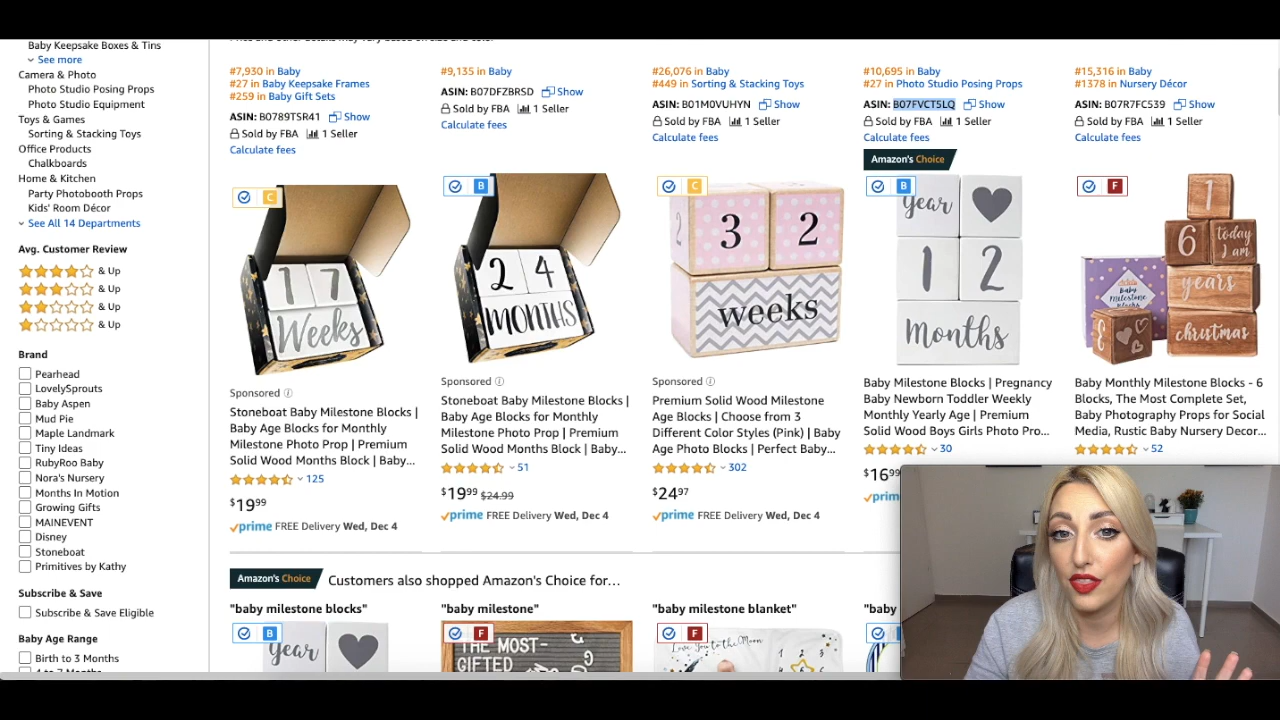 Baby Keepsake Boxes & Tins
See more
Camera & Photo
Photo Studio Posing Props
Photo Studio Equipment
Toys & Games
Sorting & Stacking Toys
Office Products
Chalkboards
Home & Kitchen
Party Photobooth Props
Kids' Room Décor
See All 14 Departments
Avg. Customer Review
& Up
& Up
& Up
& Up
Brand
Pearhead
LovelySprouts
Baby Aspen
Mud Pie
Maple Landmark
Tiny Ideas
RubyRoo Baby
Nora's Nursery
Months In Motion
Growing Gifts
MAINEVENT
Disney
Stoneboat
Primitives by Kathy
Subscribe & Save
Subscribe & Save Eligible
Baby Age Range
Birth to 3 Months
#7,930 in Baby
#27 in Baby Keepsake Frames
#259 in Baby Gift Sets
ASIN: B0789TSR41 Show
Sold by FBA 1 Seller
Calculate fees
C
1 7
Weeks
Sponsored
Stoneboat Baby Milestone Blocks |
Baby Age Blocks for Monthly
Milestone Photo Prop | Premium
Solid Wood Months Block | Baby...
125
$19 99
prime FREE Delivery Wed, Dec 4
#9,135 in Baby
ASIN: B07DFZBRSD Show
Sold by FBA 1 Seller
Calculate fees
B
2 4
MONTHS
Sponsored
Stoneboat Baby Milestone Blocks |
Baby Age Blocks for Monthly
Milestone Photo Prop | Premium
Solid Wood Months Block | Baby...
51
$19 99 $24.99
prime FREE Delivery Wed, Dec 4
#26,076 in Baby
#449 in Sorting & Stacking Toys
ASIN: B01M0VUHYN Show
Sold by FBA 1 Seller
Calculate fees
C
2 3 2
weeks
Sponsored
Premium Solid Wood Milestone
Age Blocks | Choose from 3
Different Color Styles (Pink) | Baby
Age Photo Blocks | Perfect Baby...
302
$24 97
prime FREE Delivery Wed, Dec 4
#10,695 in Baby
#27 in Photo Studio Posing Props
ASIN: B07FVCT5LQ Show
Sold by FBA 1 Seller
Calculate fees
Amazon's Choice
B
year
1 2
Months
Baby Milestone Blocks | Pregnancy
Baby Newborn Toddler Weekly
Monthly Yearly Age | Premium
Solid Wood Boys Girls Photo Pro...
30
$16 99
prime
#15,316 in Baby
#1378 in Nursery Décor
ASIN: B07R7FC539 Show
Sold by FBA 1 Seller
Calculate fees
F
1
6 today I am
years
christmas
Baby
Milestone
Blocks
Baby Monthly Milestone Blocks - 6
Blocks, The Most Complete Set,
Baby Photography Props for Social
Media, Rustic Baby Nursery Decor...
52
Amazon's Choice Customers also shopped Amazon's Choice for...
"baby milestone blocks"
B
year
"baby milestone"
F
THE MOST-
GIFTED
"baby milestone blanket"
F
Love You to the Moon
1 2 3
"baby
B